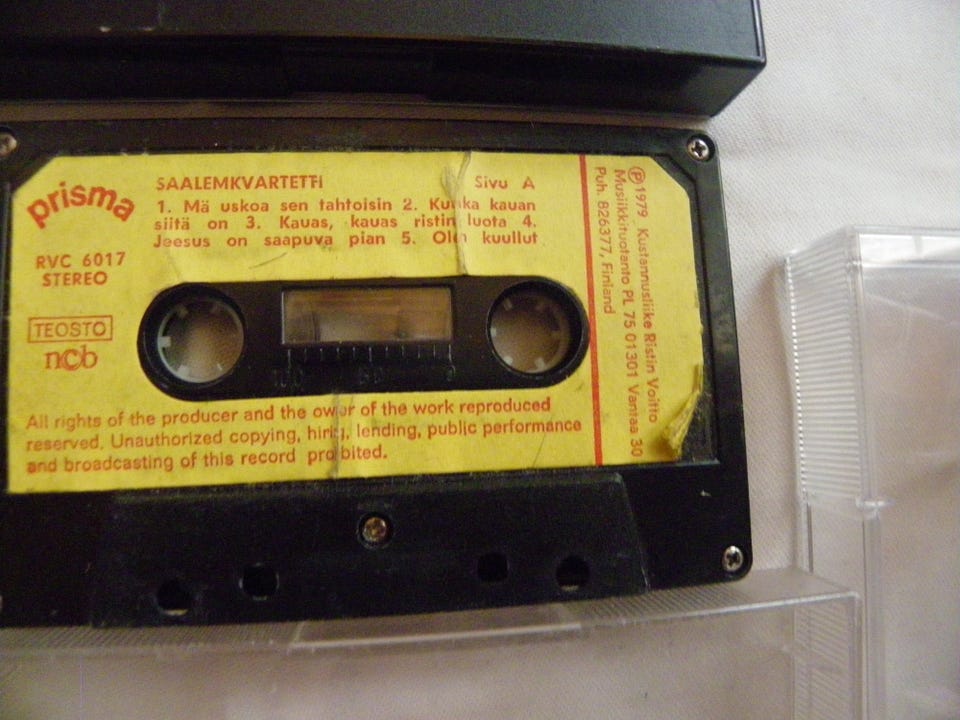 prisma
SAALEMKVARTETTI Sivu A
1. Mä uskoa sen tahtoisin 2. Kuinka kauan
siitä on 3. Kauas, kauas ristin luota 4.
Jeesus on saapuva pian 5. Olen kuullut
RVC 6017
STEREO
TEOSTO
ncb
All rights of the producer and the owner of the work reproduced
reserved. Unauthorized copying, hiring, lending, public performance
and broadcasting of this record prohibited.
Ⓟ 1979 Kustannusliike Ristin Voitto
Musiikkituotanto PL 75 01301 Vantaa 30
Puh. 826377, Finland
100 50 0